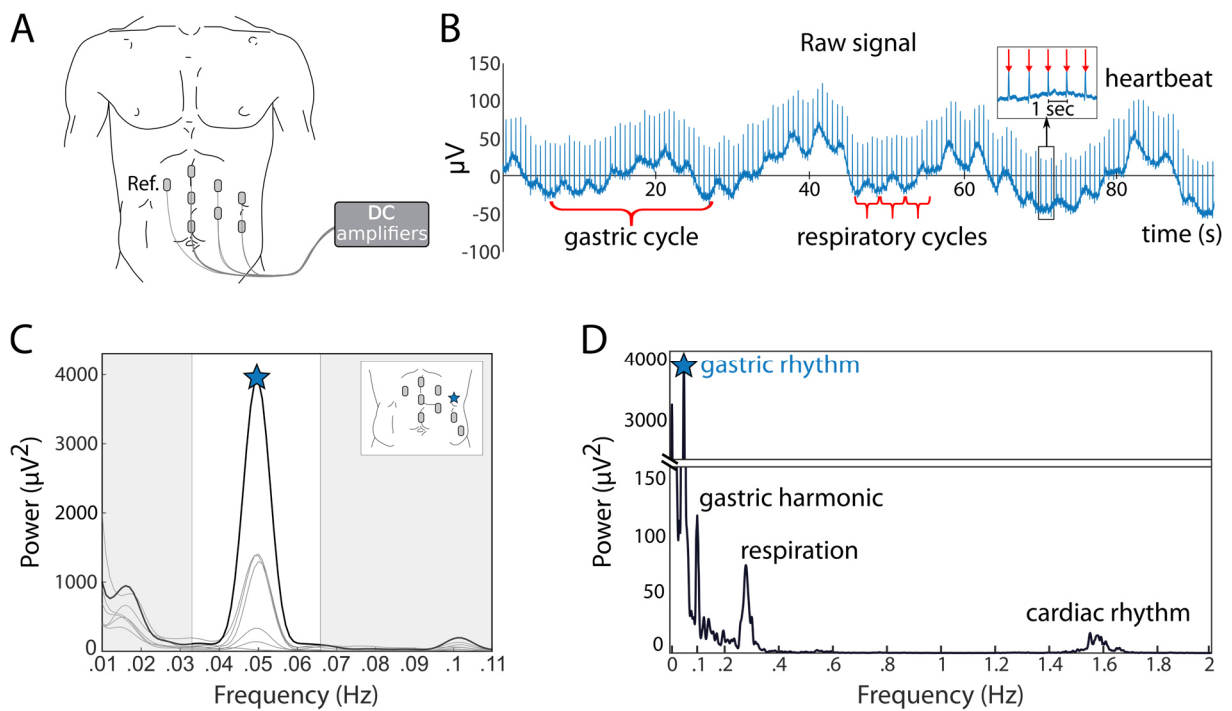 A
Ref.
DC
amplifiers
B
Raw signal
heartbeat
1 sec
μV
150
100
50
0
-50
-100
20
40
60
80
time (s)
gastric cycle
respiratory cycles
C
Power (μV²)
4000
3000
2000
1000
0
.01 .02 .03 .04 .05 .06 .07 .08 .09 .1 .11
Frequency (Hz)
D
Power (μV²)
4000
3000
150
100
50
0
gastric rhythm
gastric harmonic
respiration
cardiac rhythm
0 .1 .2 .4 .6 .8 1 1.2 1.4 1.6 1.8 2
Frequency (Hz)